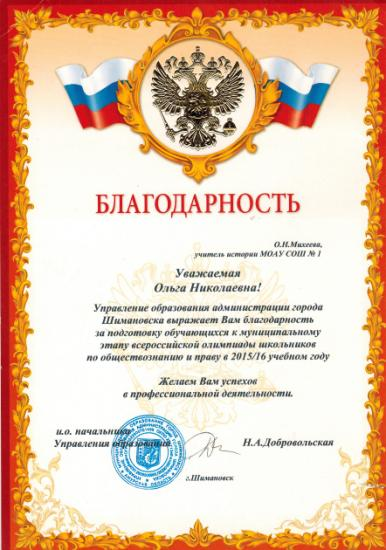 БЛАГОДАРНОСТЬ
О.Н.Михеева,
учитель истории МОАУ СОШ № 1
Уважаемая
Ольга Николаевна!
Управление образования администрации города
Шимановска выражает Вам благодарность
за подготовку обучающихся к муниципальному
этапу всероссийской олимпиады школьников
по обществознанию и праву в 2015/16 учебном году
Желаем Вам успехов
в профессиональной деятельности.
и.о. начальника
Управления образования
Н.А.Добровольская
г.Шимановск